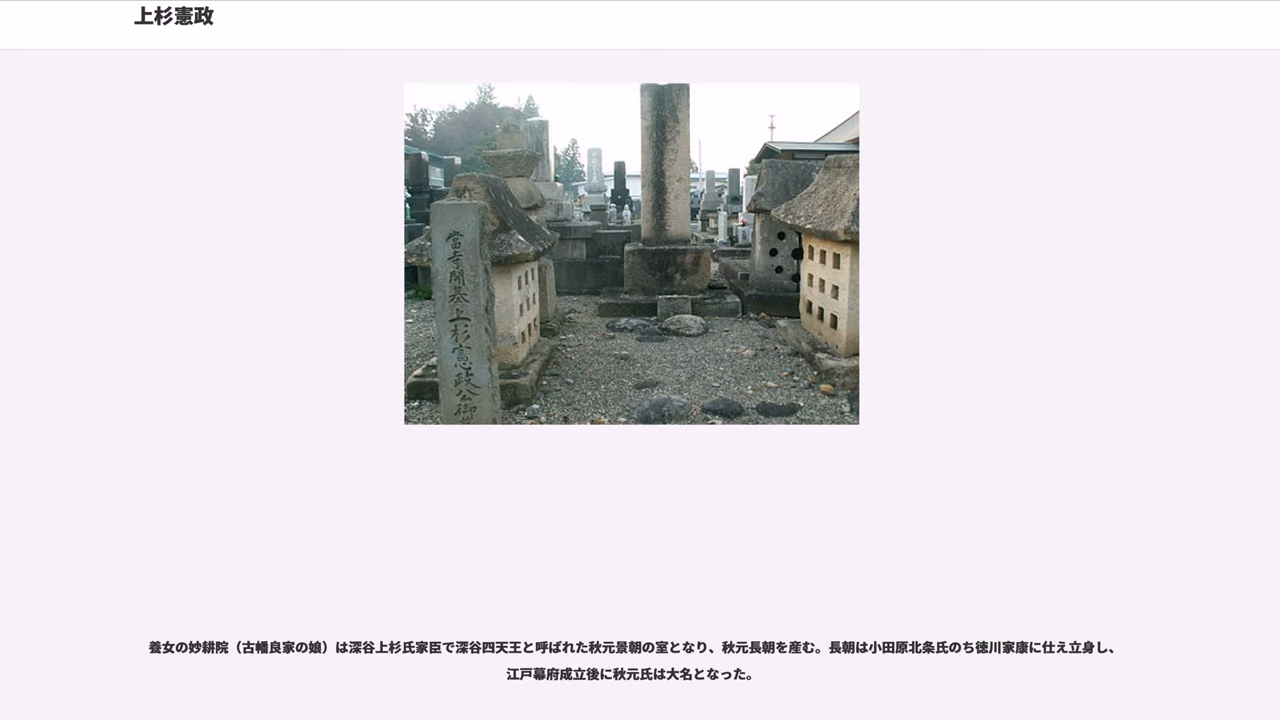 上杉憲政
當寺開基上杉憲政公御
養女の妙耕院（古幡良家の娘）は深谷上杉氏家臣で深谷四天王と呼ばれた秋元景朝の室となり、秋元長朝を産む。長朝は小田原北条氏のち徳川家康に仕え立身し、
江戸幕府成立後に秋元氏は大名となった。